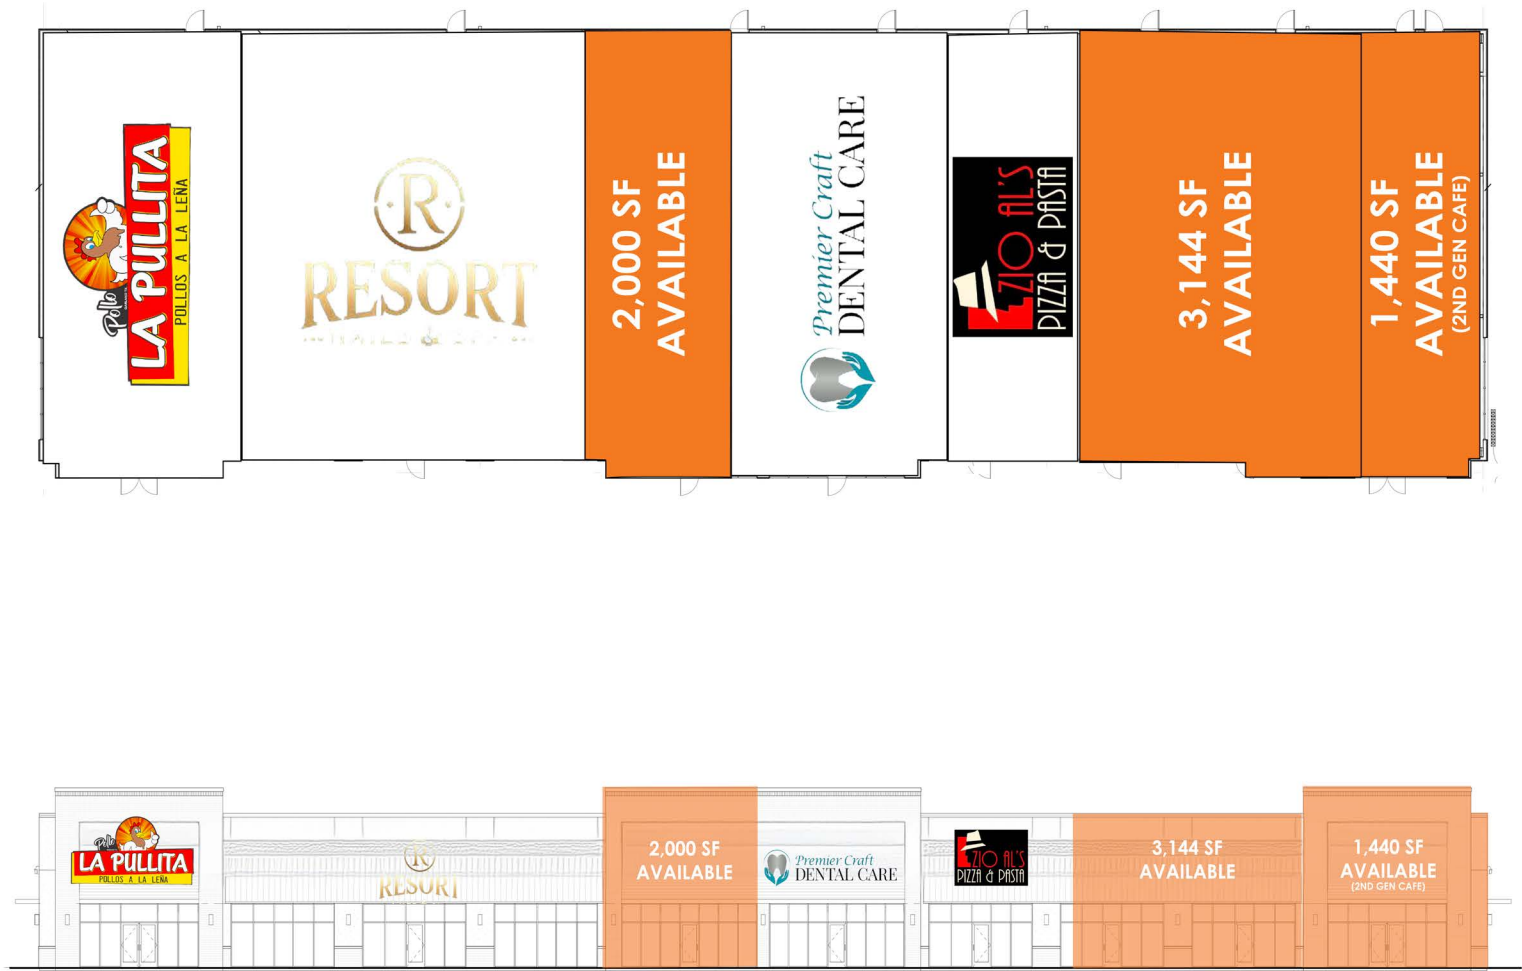 Pollo
LA PULLITA
POLLOS A LA LEÑA
R
RESORT
2,000 SF
AVAILABLE
Premier Craft
DENTAL CARE
ZIO AL'S
PIZZA & PASTA
3,144 SF
AVAILABLE
1,440 SF
AVAILABLE
(2ND GEN CAFE)
Pollo
LA PULLITA
POLLOS A LA LEÑA
R
RESORT
2,000 SF
AVAILABLE
Premier Craft
DENTAL CARE
ZIO AL'S
PIZZA & PASTA
3,144 SF
AVAILABLE
1,440 SF
AVAILABLE
(2ND GEN CAFE)